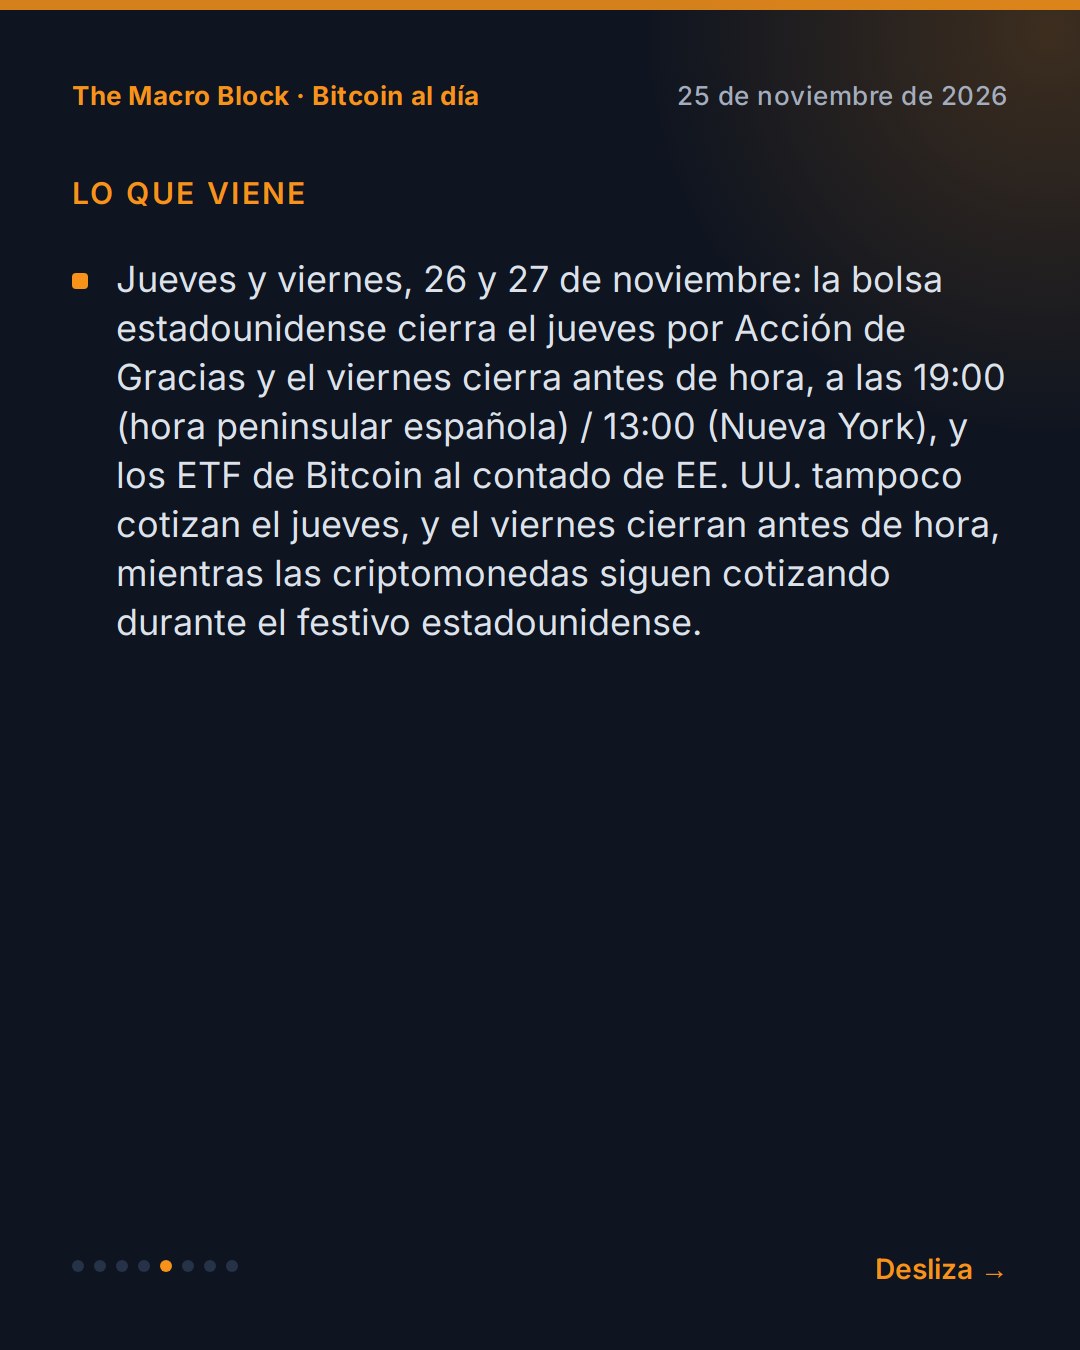 The Macro Block · Bitcoin al día
25 de noviembre de 2026
LO QUE VIENE
Jueves y viernes, 26 y 27 de noviembre: la bolsa
estadounidense cierra el jueves por Acción de
Gracias y el viernes cierra antes de hora, a las 19:00
(hora peninsular española) / 13:00 (Nueva York), y
los ETF de Bitcoin al contado de EE. UU. tampoco
cotizan el jueves, y el viernes cierran antes de hora,
mientras las criptomonedas siguen cotizando
durante el festivo estadounidense.
Desliza →